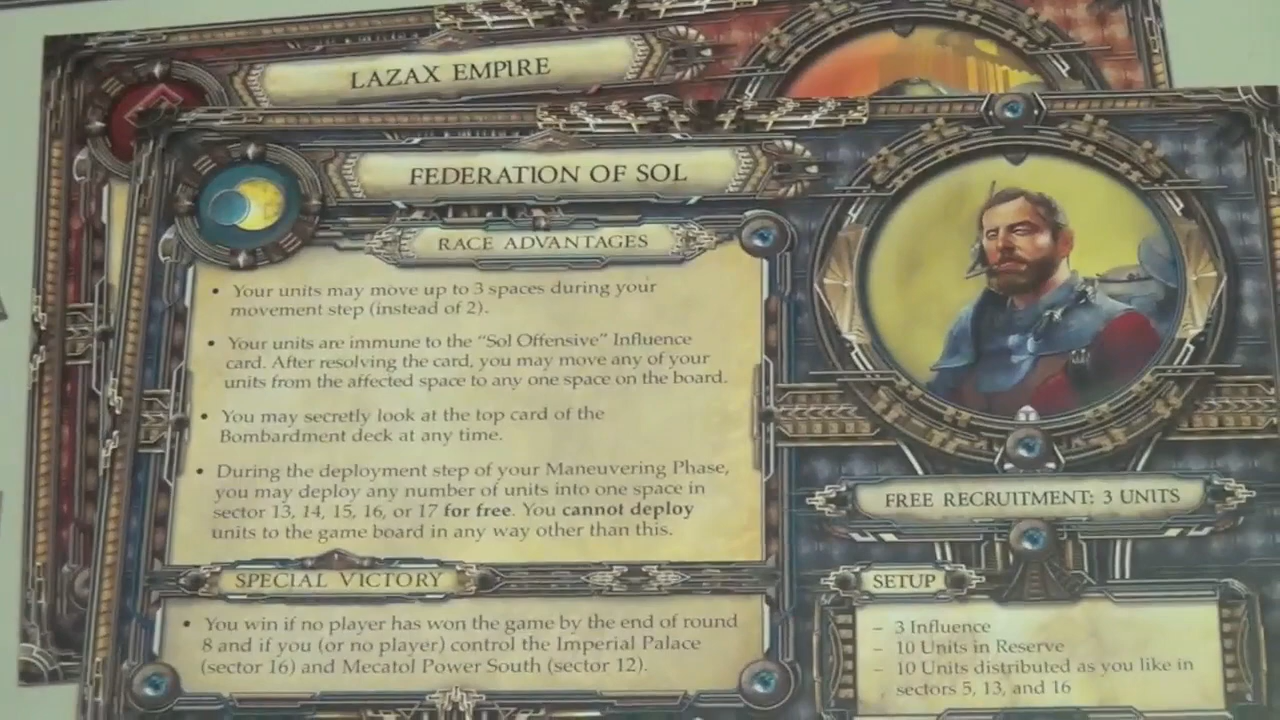 LAZAX EMPIRE
FEDERATION OF SOL
RACE ADVANTAGES
• Your units may move up to 3 spaces during your
movement step (instead of 2).
• Your units are immune to the “Sol Offensive” Influence
card. After resolving the card, you may move any of your
units from the affected space to any one space on the board.
• You may secretly look at the top card of the
Bombardment deck at any time.
• During the deployment step of your Maneuvering Phase,
you may deploy any number of units into one space in
sector 13, 14, 15, 16, or 17 for free. You cannot deploy
units to the game board in any way other than this.
SPECIAL VICTORY
• You win if no player has won the game by the end of round
8 and if you (or no player) control the Imperial Palace
(sector 16) and Mecatol Power South (sector 12).
FREE RECRUITMENT: 3 UNITS
SETUP
– 3 Influence
– 10 Units in Reserve
– 10 Units distributed as you like in
sectors 5, 13, and 16